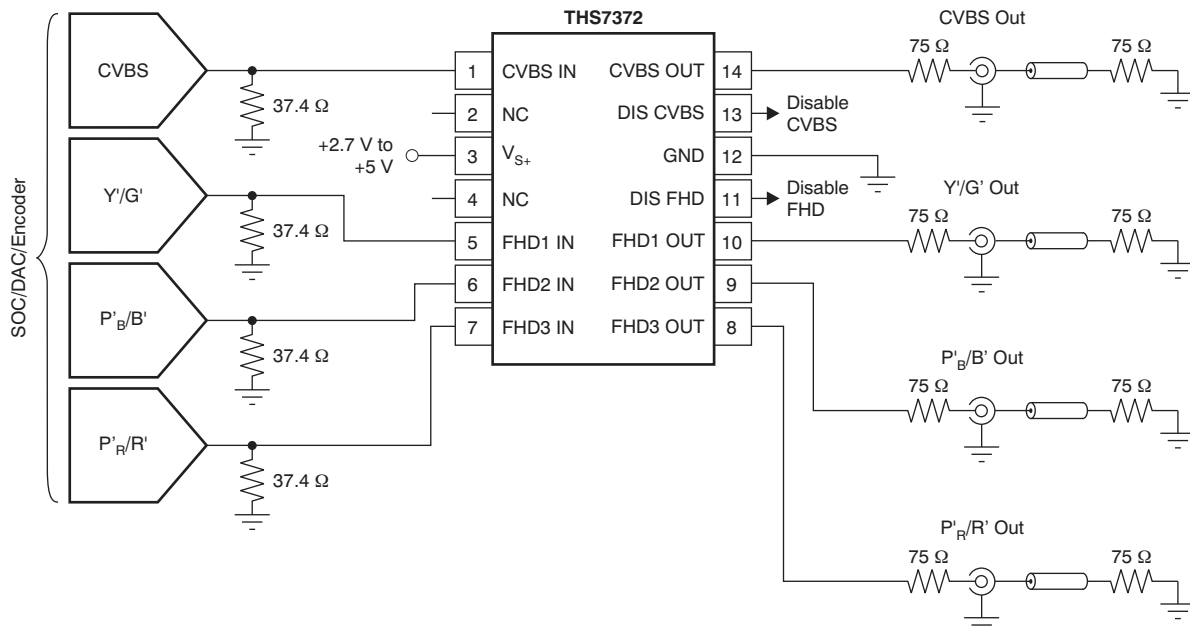 THS7372
SOC/DAC/Encoder
CVBS
37.4 Ω
Y'/G'
37.4 Ω
P'B/B'
37.4 Ω
P'R/R'
37.4 Ω
+2.7 V to
+5 V
1 CVBS IN
2 NC
3 VS+
4 NC
5 FHD1 IN
6 FHD2 IN
7 FHD3 IN
CVBS OUT 14
DIS CVBS 13
GND 12
DIS FHD 11
FHD1 OUT 10
FHD2 OUT 9
FHD3 OUT 8
Disable
CVBS
Disable
FHD
CVBS Out
75 Ω 75 Ω
Y'/G' Out
75 Ω 75 Ω
P'B/B' Out
75 Ω 75 Ω
P'R/R' Out
75 Ω 75 Ω